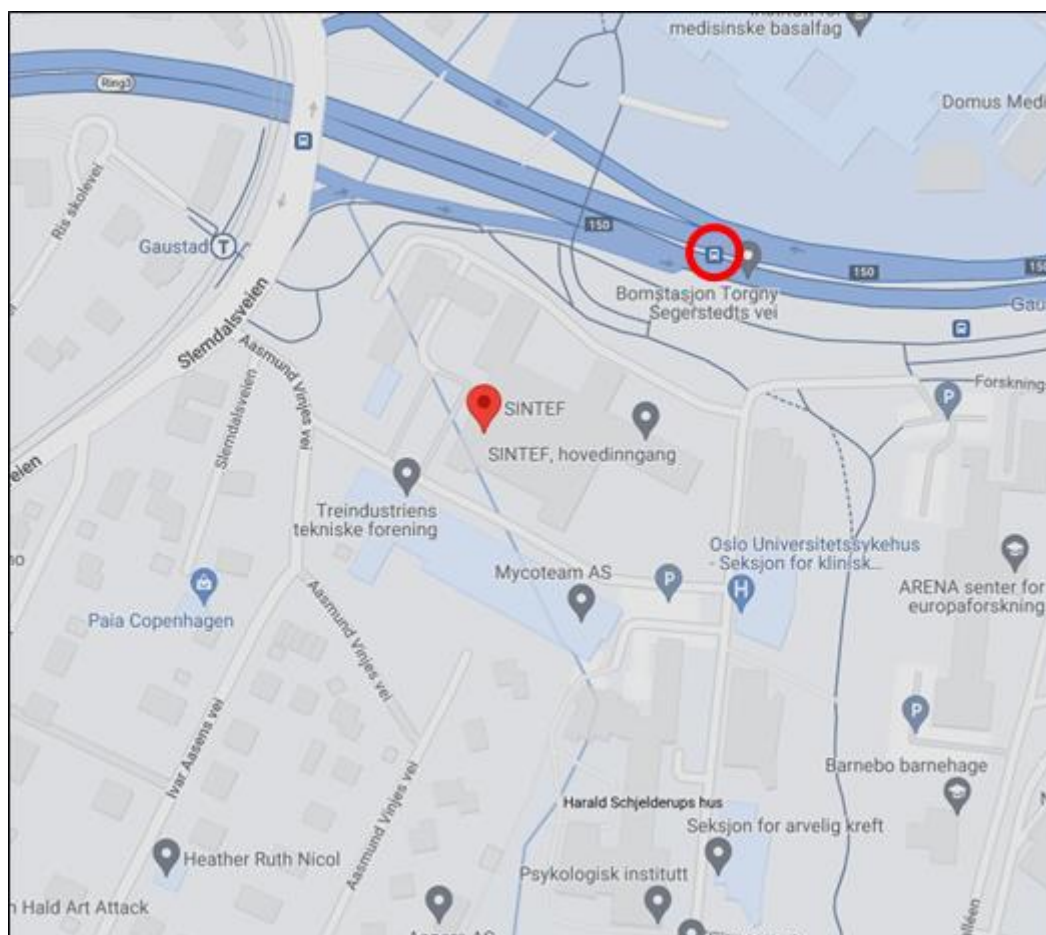 medisinske basalfag
Ring3
Domus Medi
Ris skolevei
Gaustad
T
150
150
150
Bomstasjon Torgny
Segerstedts vei
Gau
Slemdalsveien
Aasmund Vinjes vei
Slemdalsveien
Forsknings
P
SINTEF
SINTEF, hovedinngang
eien
Treindustriens
tekniske forening
Oslo Universitetssykehus
- Seksjon for klinisk...
Mycoteam AS
P
H
ARENA senter for
europaforskning
Paia Copenhagen
Aasmund Vinjes vei
P
Ivar Aasens vei
Barnebo barnehage
Aasmund Vinjes vei
Harald Schjelderups hus
Seksjon for arvelig kreft
Heather Ruth Nicol
Psykologisk institutt
n Hald Art Attack
alléen